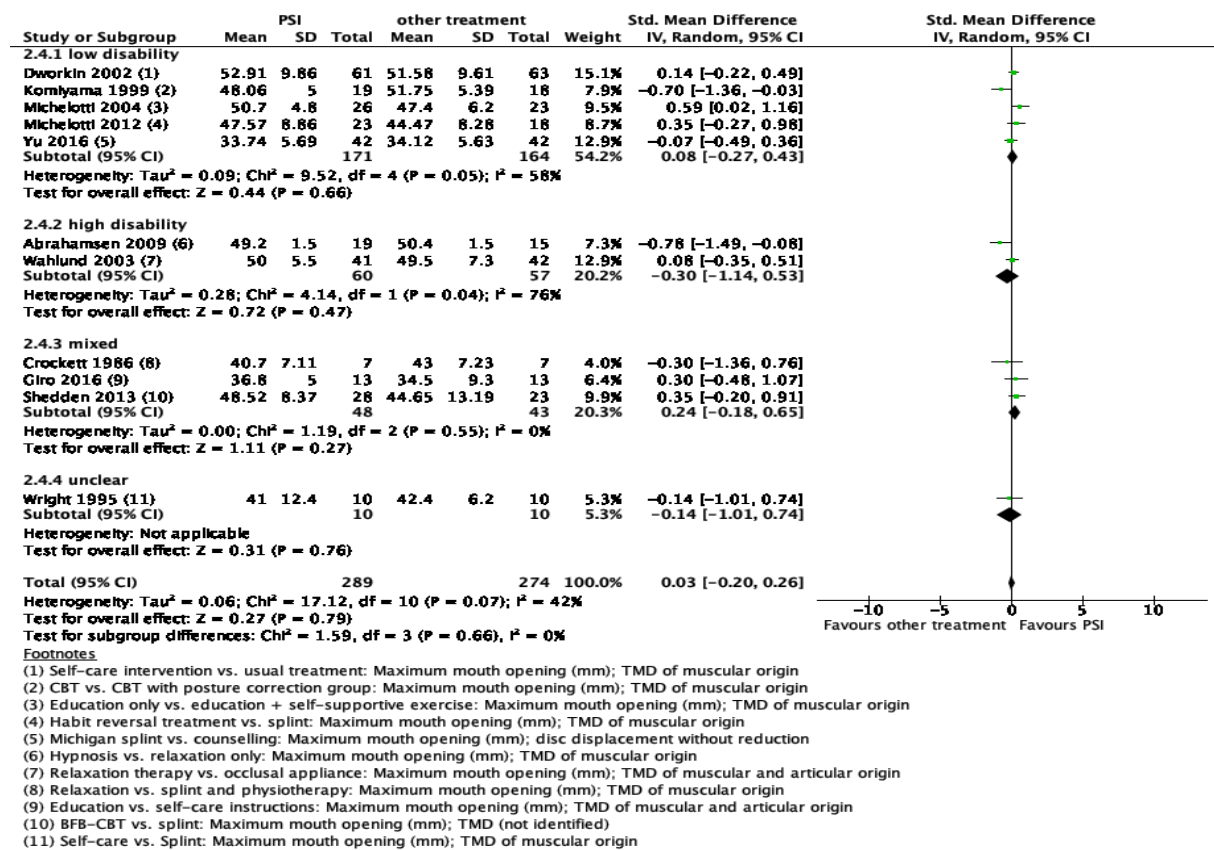 PSI other treatment Std. Mean Difference Std. Mean Difference
Study or Subgroup Mean SD Total Mean SD Total Weight IV, Random, 95% CI IV, Random, 95% CI
2.4.1 low disability
Dworkin 2002 (1) 52.91 9.86 61 51.58 9.61 63 15.1% 0.14 [−0.22, 0.49]
Komiyama 1999 (2) 48.06 5 19 51.75 5.39 18 7.9% −0.70 [−1.36, −0.03]
Michelotti 2004 (3) 50.7 4.8 26 47.4 6.2 23 9.5% 0.59 [0.02, 1.16]
Michelotti 2012 (4) 47.57 8.86 23 44.47 8.28 18 8.7% 0.35 [−0.27, 0.98]
Yu 2016 (5) 33.74 5.69 42 34.12 5.63 42 12.9% −0.07 [−0.49, 0.36]
Subtotal (95% CI) 171 164 54.2% 0.08 [−0.27, 0.43]
Heterogeneity: Tau² = 0.09; Chi² = 9.52, df = 4 (P = 0.05); I² = 58%
Test for overall effect: Z = 0.44 (P = 0.66)
2.4.2 high disability
Abrahamsen 2009 (6) 49.2 1.5 19 50.4 1.5 15 7.3% −0.78 [−1.49, −0.08]
Wahlund 2003 (7) 50 5.5 41 49.5 7.3 42 12.9% 0.08 [−0.35, 0.51]
Subtotal (95% CI) 60 57 20.2% −0.30 [−1.14, 0.53]
Heterogeneity: Tau² = 0.28; Chi² = 4.14, df = 1 (P = 0.04); I² = 76%
Test for overall effect: Z = 0.72 (P = 0.47)
2.4.3 mixed
Crockett 1986 (8) 40.7 7.11 7 43 7.23 7 4.0% −0.30 [−1.36, 0.76]
Giro 2016 (9) 36.8 5 13 34.5 9.3 13 6.4% 0.30 [−0.48, 1.07]
Shedden 2013 (10) 48.52 8.37 28 44.65 13.19 23 9.9% 0.35 [−0.20, 0.91]
Subtotal (95% CI) 48 43 20.3% 0.24 [−0.18, 0.65]
Heterogeneity: Tau² = 0.00; Chi² = 1.19, df = 2 (P = 0.55); I² = 0%
Test for overall effect: Z = 1.11 (P = 0.27)
2.4.4 unclear
Wright 1995 (11) 41 12.4 10 42.4 6.2 10 5.3% −0.14 [−1.01, 0.74]
Subtotal (95% CI) 10 10 5.3% −0.14 [−1.01, 0.74]
Heterogeneity: Not applicable
Test for overall effect: Z = 0.31 (P = 0.76)
Total (95% CI) 289 274 100.0% 0.03 [−0.20, 0.26]
Heterogeneity: Tau² = 0.06; Chi² = 17.12, df = 10 (P = 0.07); I² = 42%
Test for overall effect: Z = 0.27 (P = 0.79)
Test for subgroup differences: Chi² = 1.59, df = 3 (P = 0.66), I² = 0%
−10 −5 0 5 10
Favours other treatment Favours PSI
Footnotes
(1) Self−care intervention vs. usual treatment: Maximum mouth opening (mm); TMD of muscular origin
(2) CBT vs. CBT with posture correction group: Maximum mouth opening (mm); TMD of muscular origin
(3) Education only vs. education + self−supportive exercise: Maximum mouth opening (mm); TMD of muscular origin
(4) Habit reversal treatment vs. splint: Maximum mouth opening (mm); TMD of muscular origin
(5) Michigan splint vs. counselling: Maximum mouth opening (mm); disc displacement without reduction
(6) Hypnosis vs. relaxation only: Maximum mouth opening (mm); TMD of muscular origin
(7) Relaxation therapy vs. occlusal appliance: Maximum mouth opening (mm); TMD of muscular and articular origin
(8) Relaxation vs. splint and physiotherapy: Maximum mouth opening (mm); TMD of muscular origin
(9) Education vs. self−care instructions: Maximum mouth opening (mm); TMD of muscular and articular origin
(10) BFB−CBT vs. splint: Maximum mouth opening (mm); TMD (not identified)
(11) Self−care vs. Splint: Maximum mouth opening (mm); TMD of muscular origin